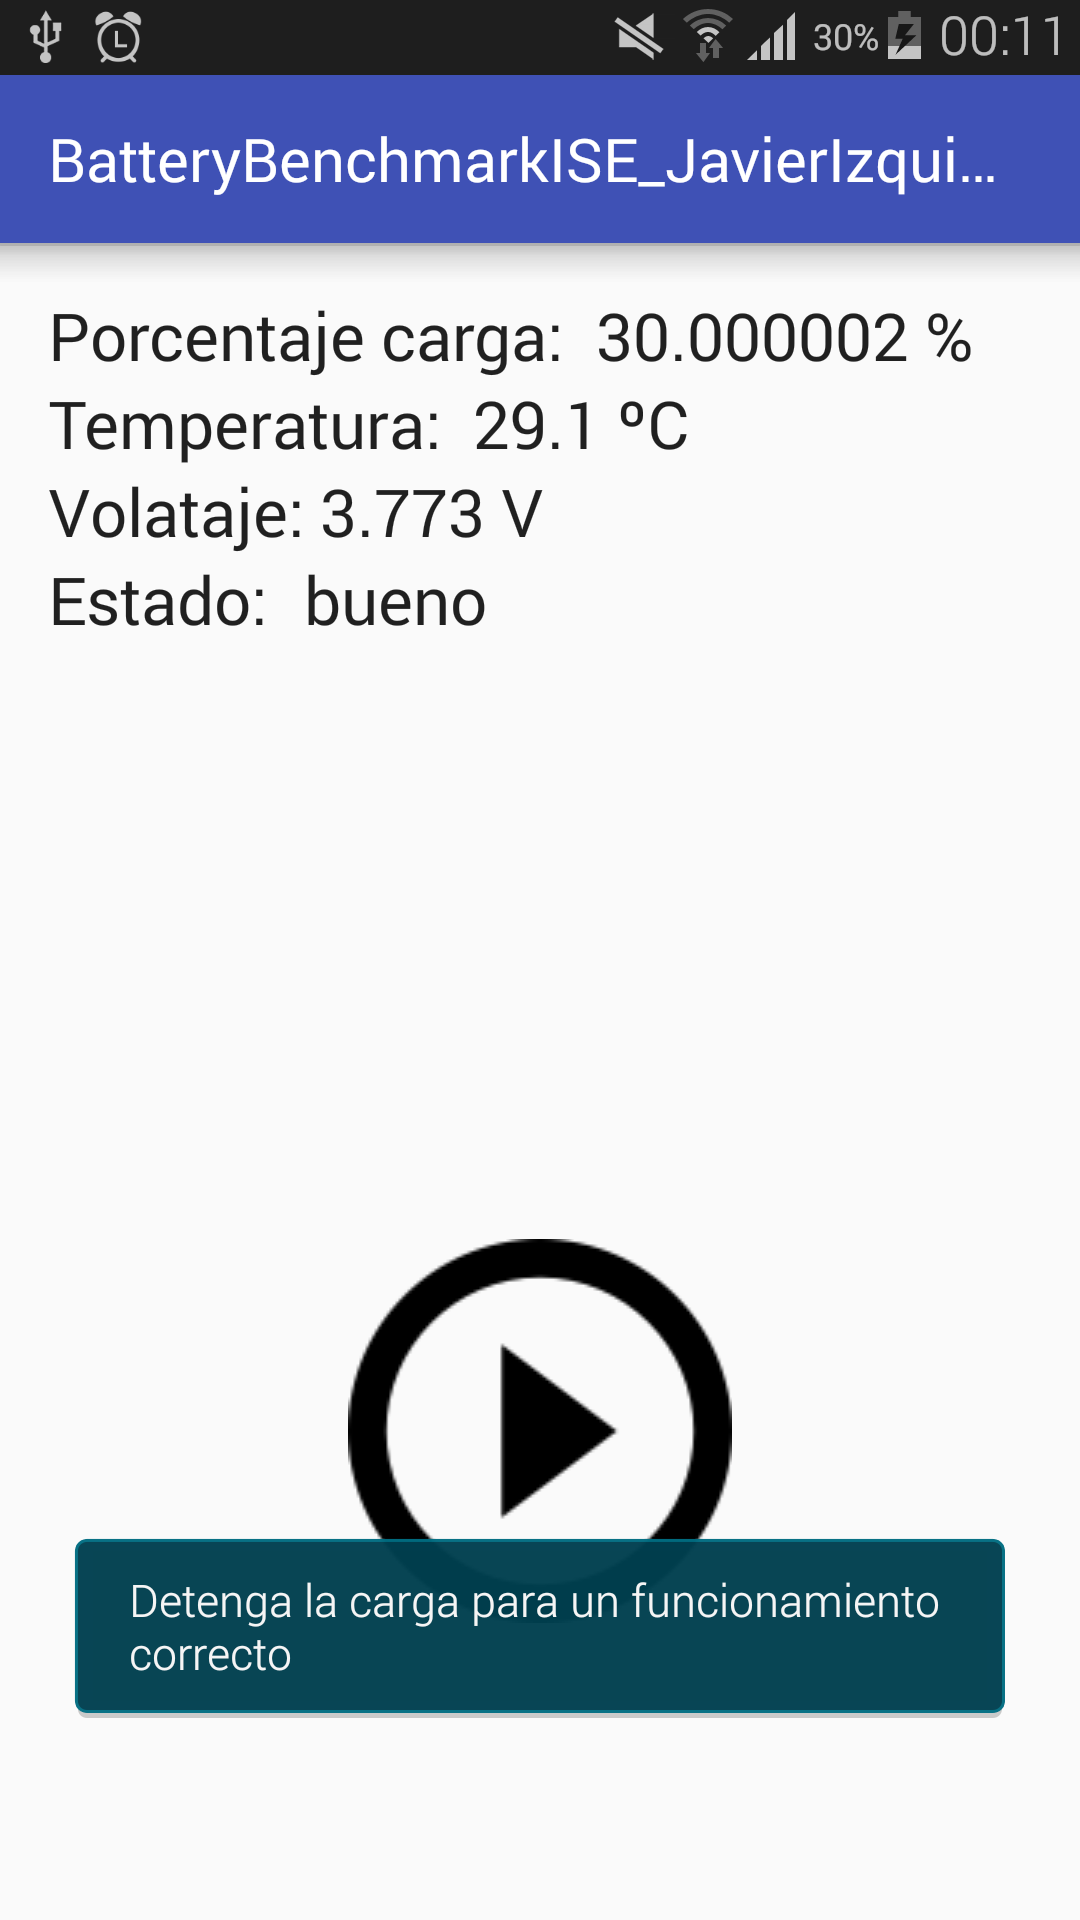 30% 00:11
BatteryBenchmarkISE_JavierIzqui...
Porcentaje carga: 30.000002 %
Temperatura: 29.1 ºC
Volataje: 3.773 V
Estado: bueno
Detenga la carga para un funcionamiento
correcto